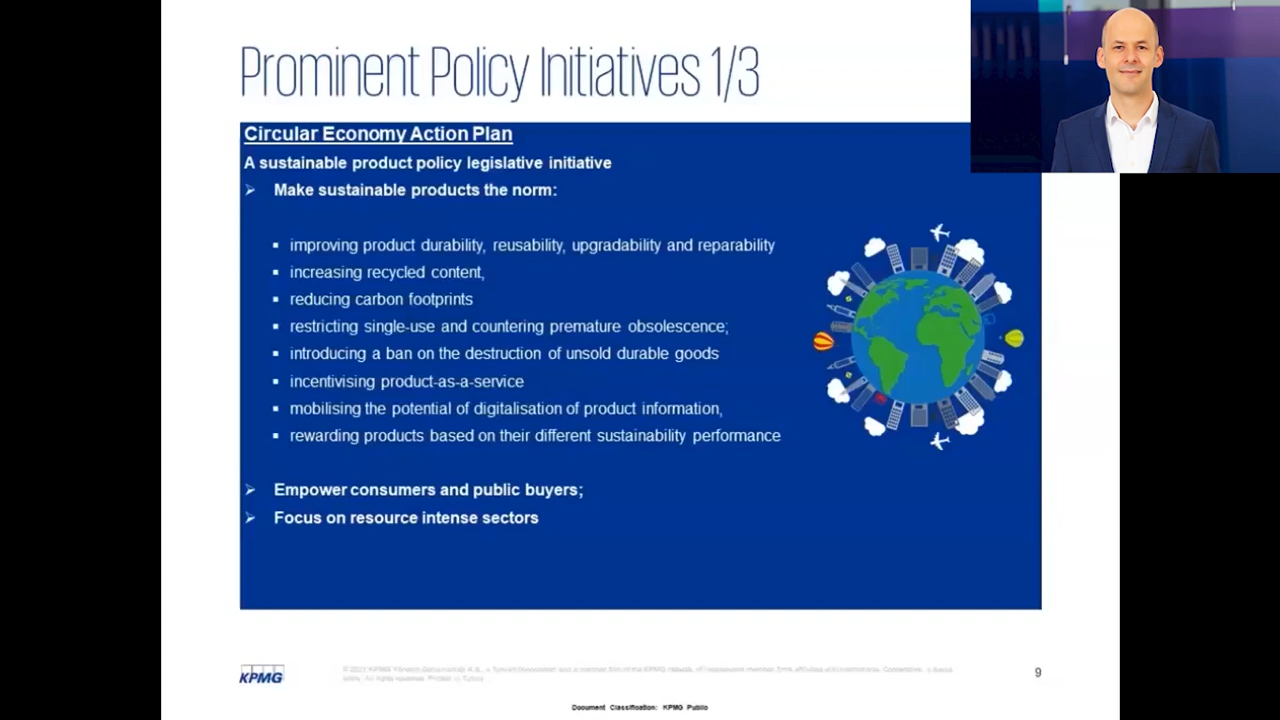 Prominent Policy Initiatives 1/3
Circular Economy Action Plan
A sustainable product policy legislative initiative
➢ Make sustainable products the norm:
▪ improving product durability, reusability, upgradability and reparability
▪ increasing recycled content,
▪ reducing carbon footprints
▪ restricting single-use and countering premature obsolescence;
▪ introducing a ban on the destruction of unsold durable goods
▪ incentivising product-as-a-service
▪ mobilising the potential of digitalisation of product information,
▪ rewarding products based on their different sustainability performance
➢ Empower consumers and public buyers;
➢ Focus on resource intense sectors
KPMG
9
Document Classification: KPMG Public